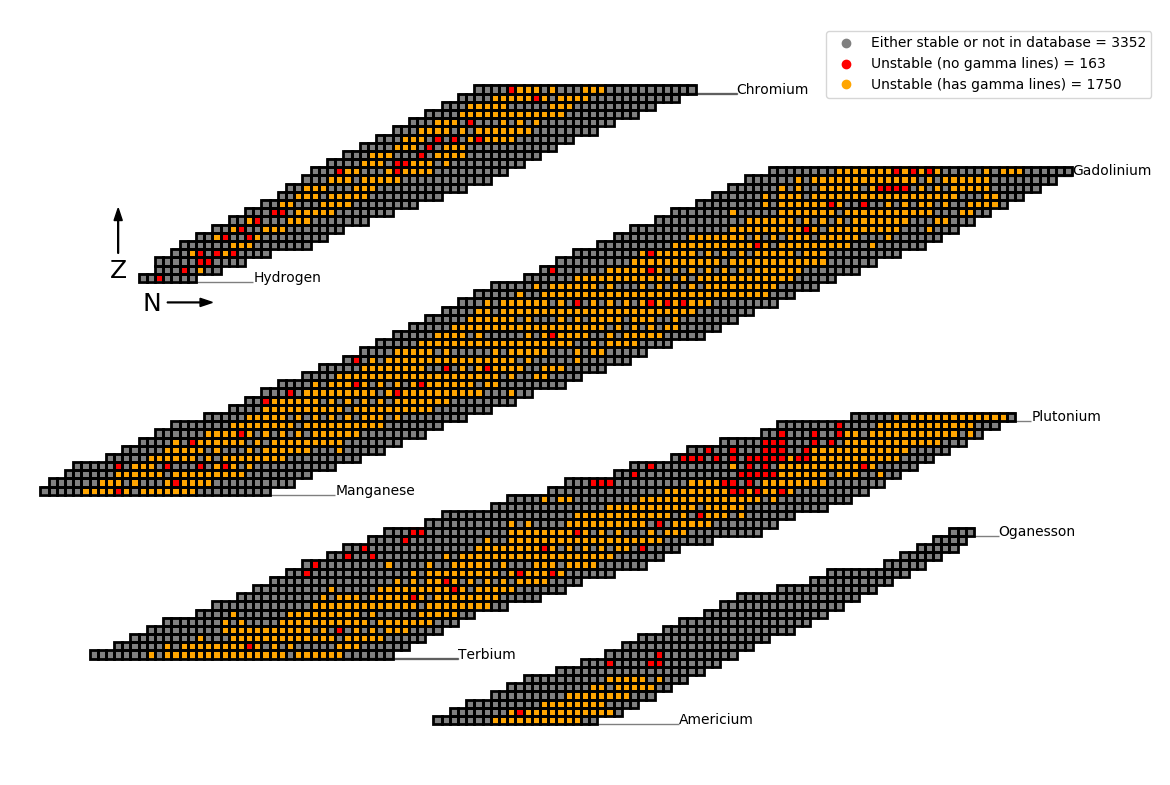 Either stable or not in database = 3352
Unstable (no gamma lines) = 163
Unstable (has gamma lines) = 1750
Chromium
Gadolinium
Z
Hydrogen
N
Plutonium
Manganese
Oganesson
Terbium
Americium